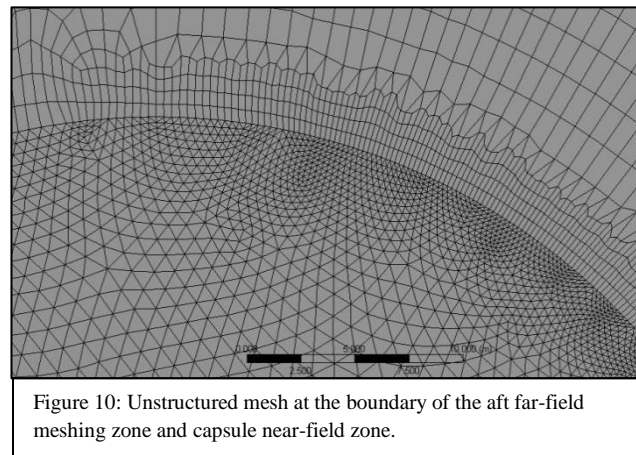 0.000 5.000 10.000 (m)
2.500 7.500
Figure 10: Unstructured mesh at the boundary of the aft far-field
meshing zone and capsule near-field zone.